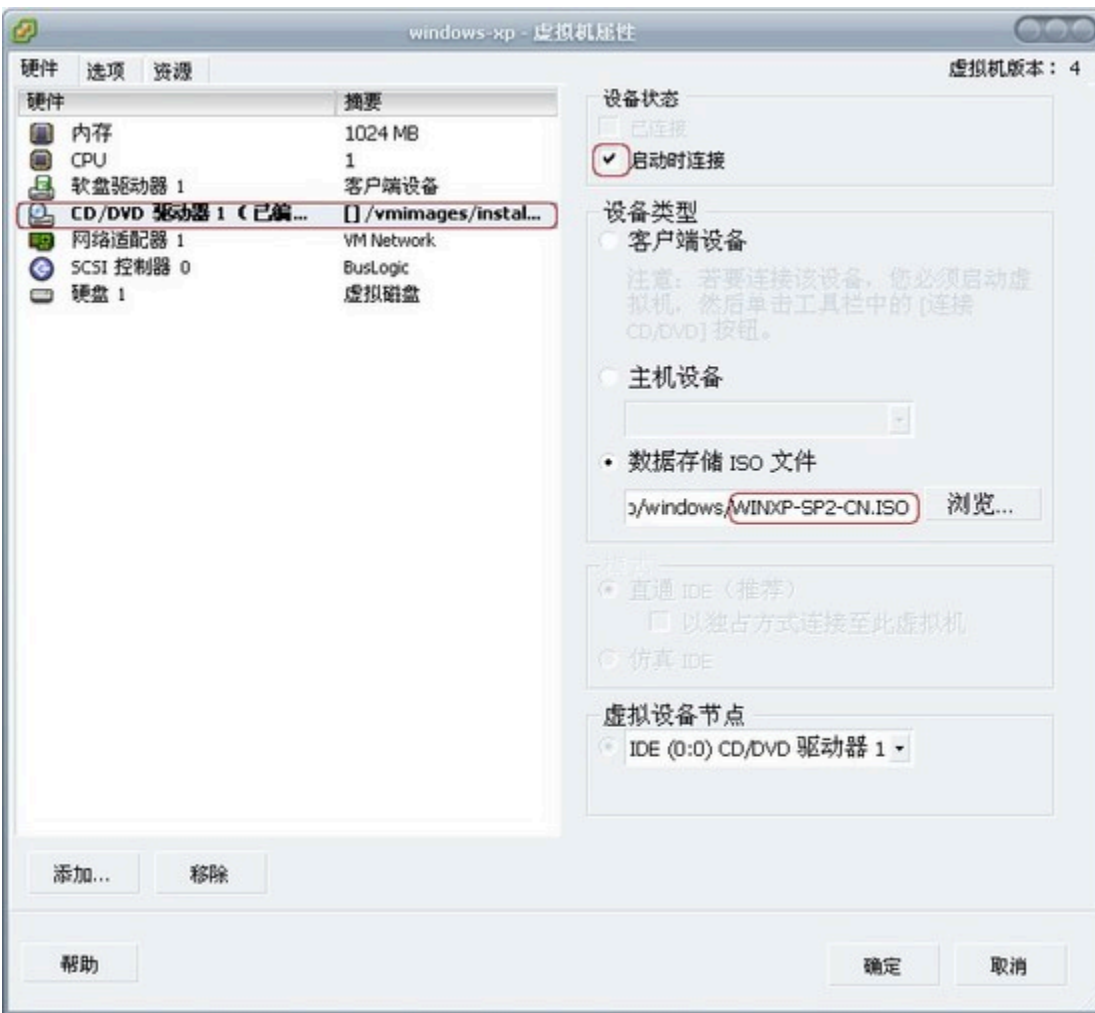 windows-xp - 虚拟机属性
硬件 选项 资源 虚拟机版本： 4
硬件 摘要
内存 1024 MB
CPU 1
软盘驱动器 1 客户端设备
CD/DVD 驱动器 1（已编... [] /vmimages/instal...
网络适配器 1 VM Network
SCSI 控制器 0 BusLogic
硬盘 1 虚拟磁盘
设备状态
已连接
启动时连接
设备类型
客户端设备
注意：若要连接该设备，您必须启动虚
拟机，然后单击工具栏中的 [连接
CD/DVD] 按钮。
主机设备
数据存储 ISO 文件
/windows/WINXP-SP2-CN.ISO 浏览...
直通 IDE（推荐）
以独占方式连接至此虚拟机
仿真 IDE
虚拟设备节点
IDE (0:0) CD/DVD 驱动器 1
添加... 移除
帮助 确定 取消